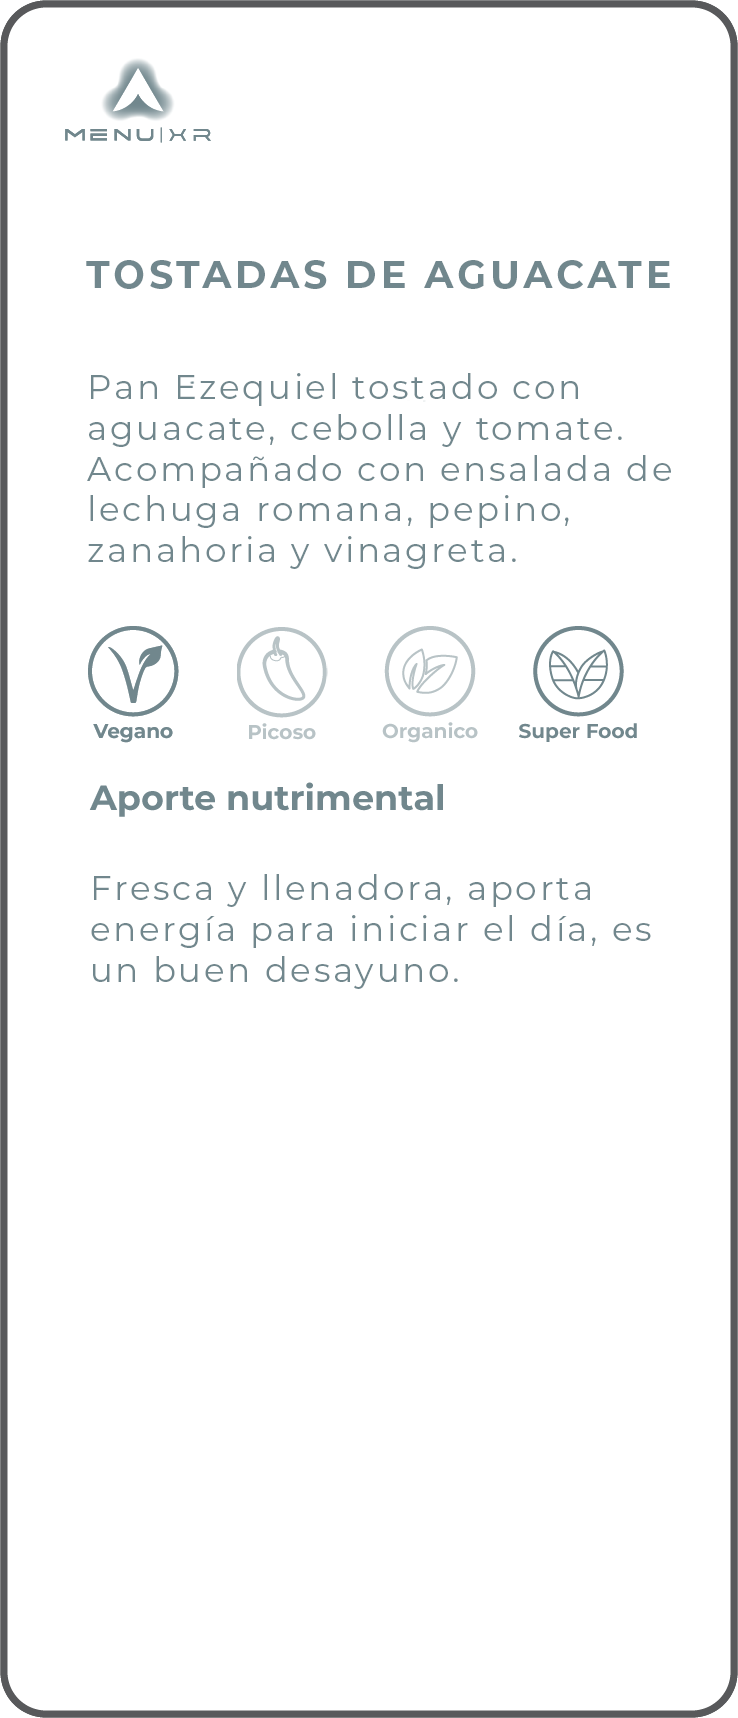 MENU|XR
TOSTADAS DE AGUACATE
Pan Ezequiel tostado con
aguacate, cebolla y tomate.
Acompañado con ensalada de
lechuga romana, pepino,
zanahoria y vinagreta.
Vegano Picoso Organico Super Food
Aporte nutrimental
Fresca y llenadora, aporta
energía para iniciar el día, es
un buen desayuno.